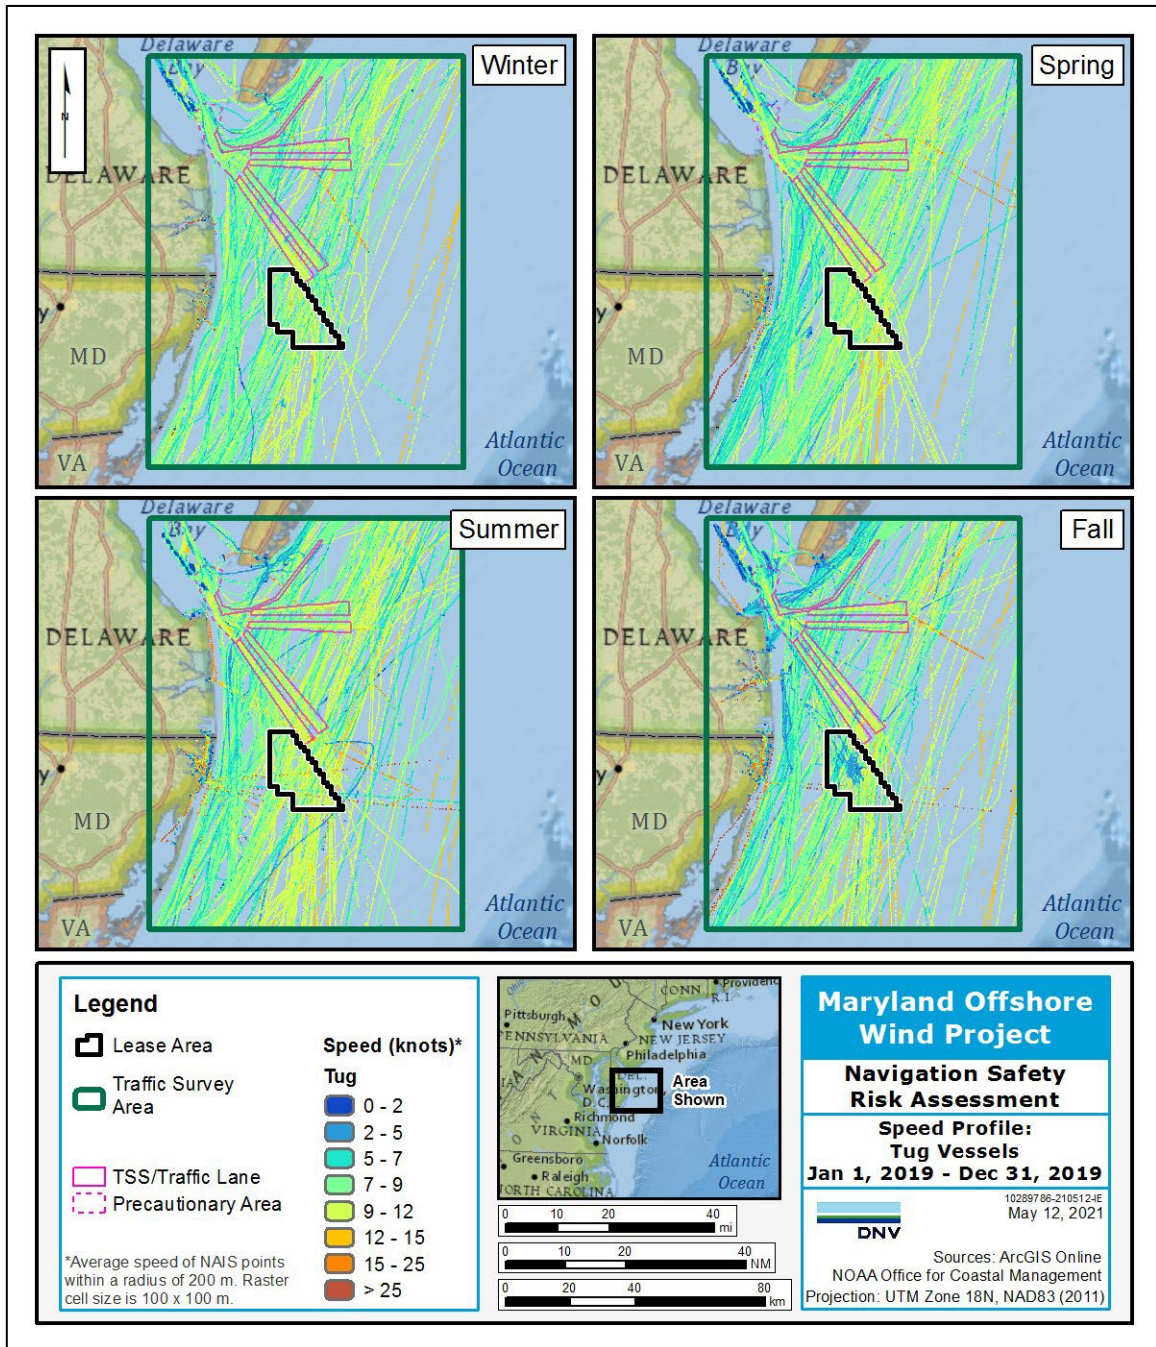 Delaware
Bay
Winter
N
DELAWARE
y
MD
VA
Atlantic
Ocean
Delaware
Bay
Spring
DELAWARE
y
MD
VA
Atlantic
Ocean
Delaware
Bay
Summer
DELAWARE
y
MD
VA
Atlantic
Ocean
Delaware
Bay
Fall
DELAWARE
y
MD
VA
Atlantic
Ocean
Legend
Lease Area
Traffic Survey
Area
TSS/Traffic Lane
Precautionary Area
*Average speed of NAIS points
within a radius of 200 m. Raster
cell size is 100 x 100 m.
Speed (knots)*
Tug
0 - 2
2 - 5
5 - 7
7 - 9
9 - 12
12 - 15
15 - 25
> 25
CONN.
Providenc
R.I.
Pittsburgh
New York
ENNSYLVANIA
NEW JERSEY
Philadelphia
MD.
DEL.
Washington,
D.C.
Area
Shown
Richmond
VIRGINIA
Norfolk
Greensboro
Raleigh
NORTH CAROLINA
Atlantic
Ocean
0 10 20 40
mi
0 10 20 40
NM
0 20 40 80
km
Maryland Offshore
Wind Project
Navigation Safety
Risk Assessment
Speed Profile:
Tug Vessels
Jan 1, 2019 - Dec 31, 2019
10289786-210512-IE
May 12, 2021
DNV
Sources: ArcGIS Online
NOAA Office for Coastal Management
Projection: UTM Zone 18N, NAD83 (2011)